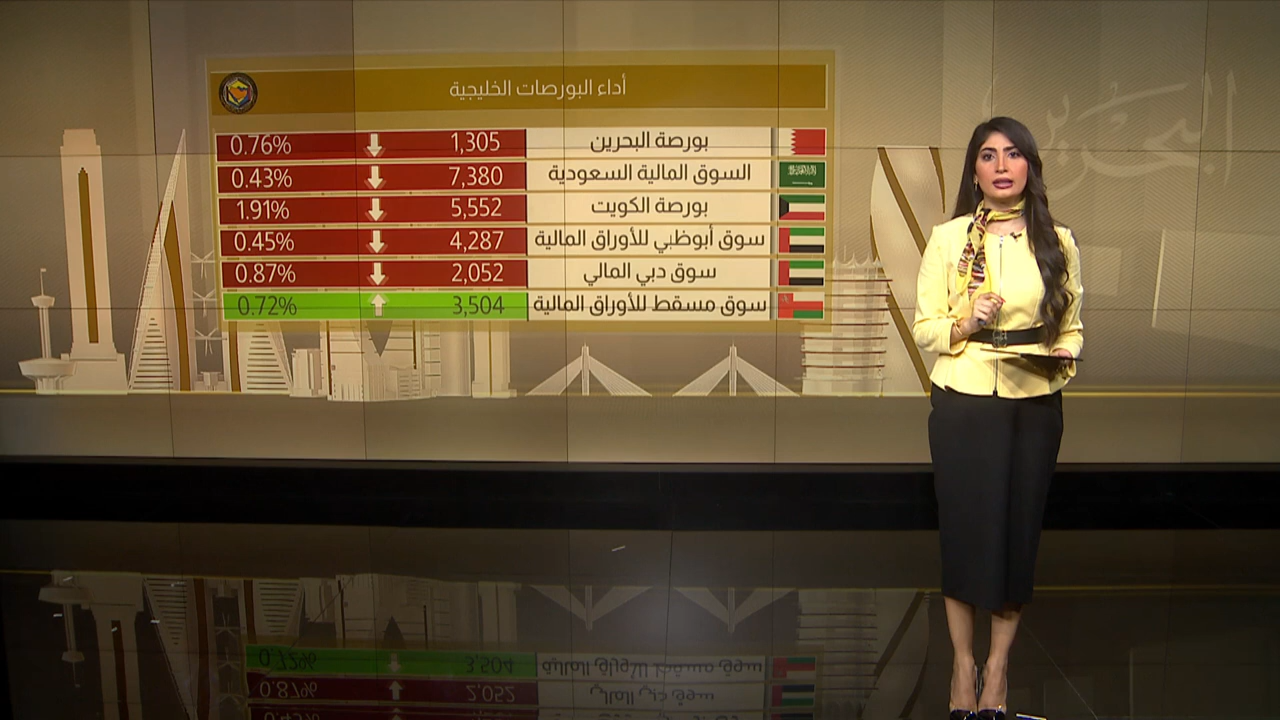 أداء البورصات الخليجية
بورصة البحرين 1,305 0.76%
السوق المالية السعودية 7,380 0.43%
بورصة الكويت 5,552 1.91%
سوق أبوظبي للأوراق المالية 4,287 0.45%
سوق دبي المالي 2,052 0.87%
سوق مسقط للأوراق المالية 3,504 0.72%
البحرين